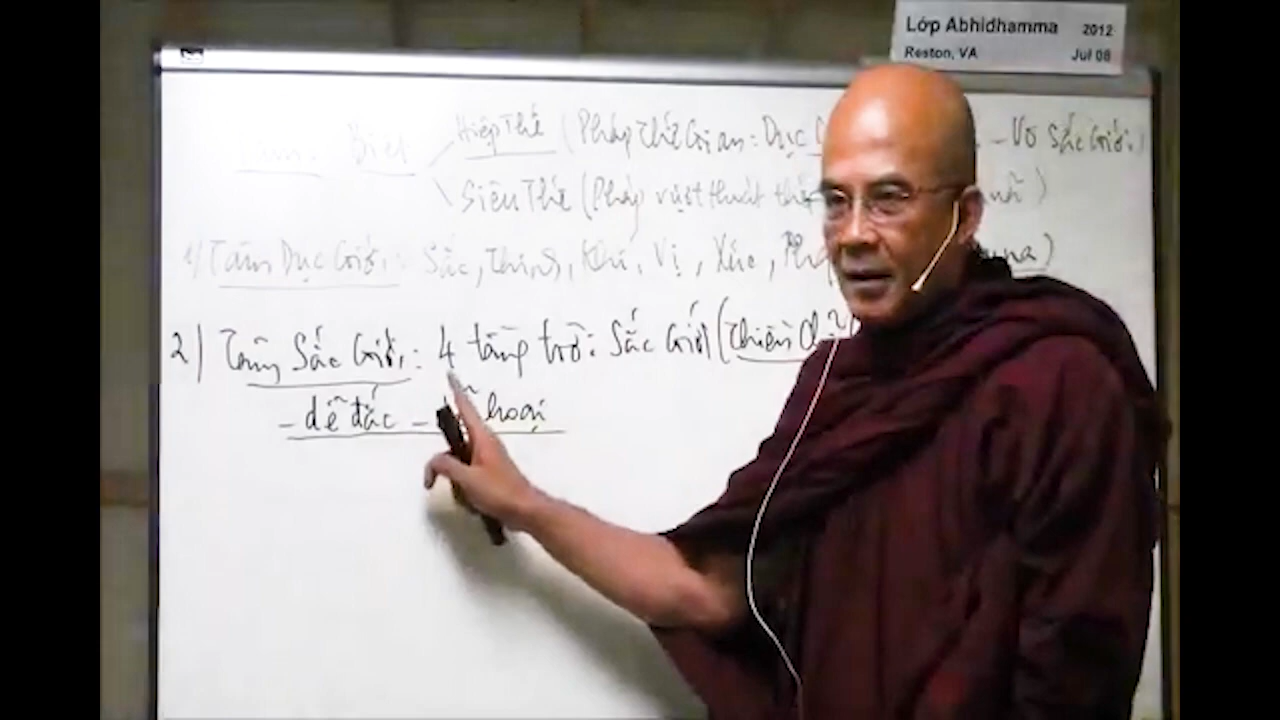 Lớp Abhidhamma 2012
Reston, VA Jul 08
Biệt Hiệp Thế (Pháp Thế Gian: Dục - Vô Sắc Giới)
Siêu Thế (Pháp vượt thoát
1/ Tâm Dục Giới: Sắc, Thinh, Khí, Vị, Xúc,
2/ Tâm Sắc Giới: 4 tầng trời Sắc Giới (Thiền
- dễ đắc - hoại